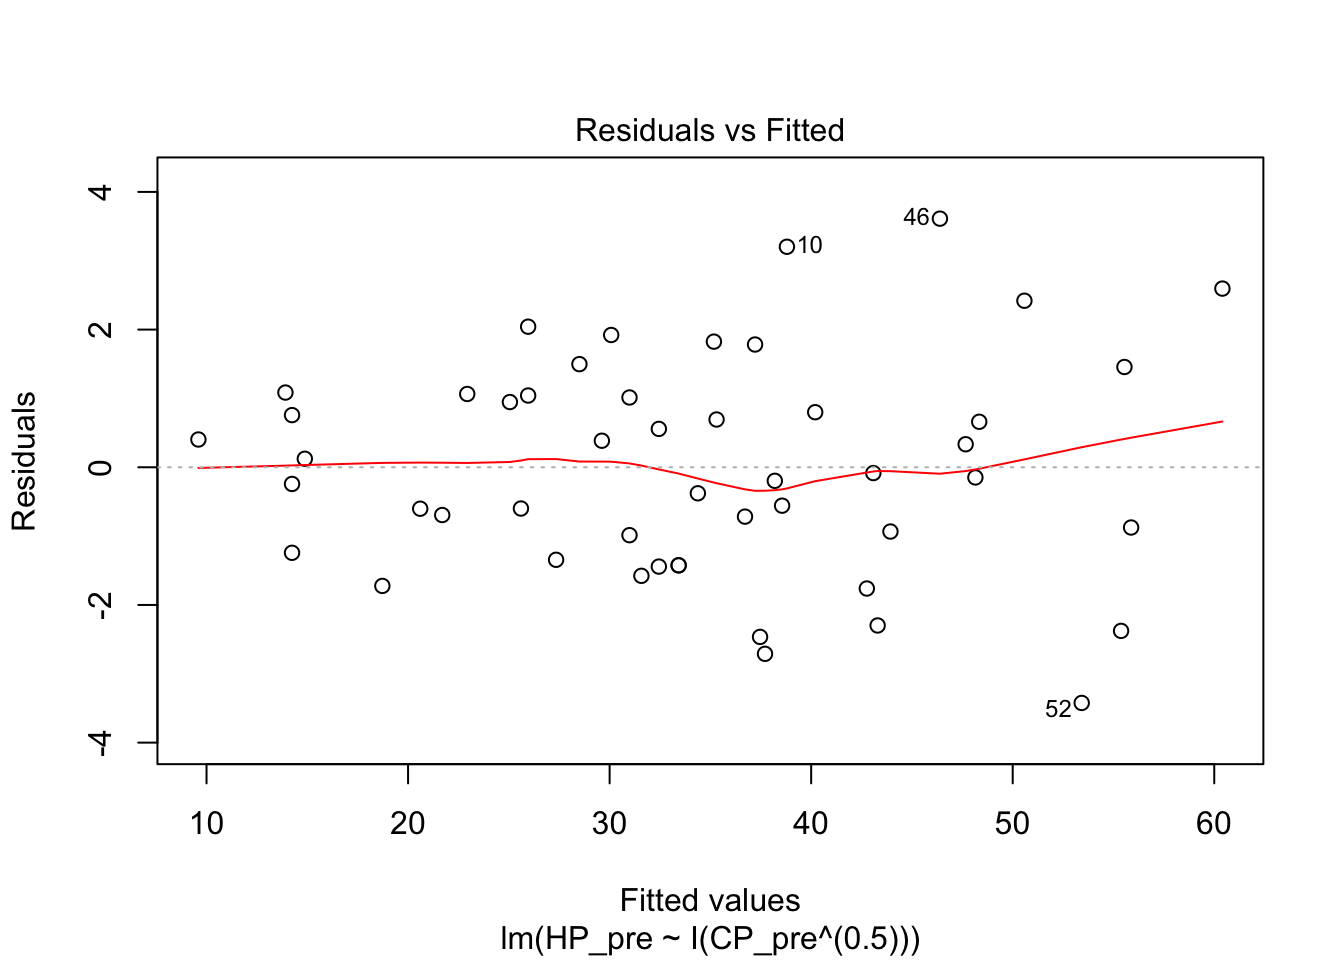 Residuals vs Fitted
Residuals
4
2
0
-2
-4
46
10
52
10 20 30 40 50 60
Fitted values
lm(HP_pre ~ I(CP_pre^(0.5)))